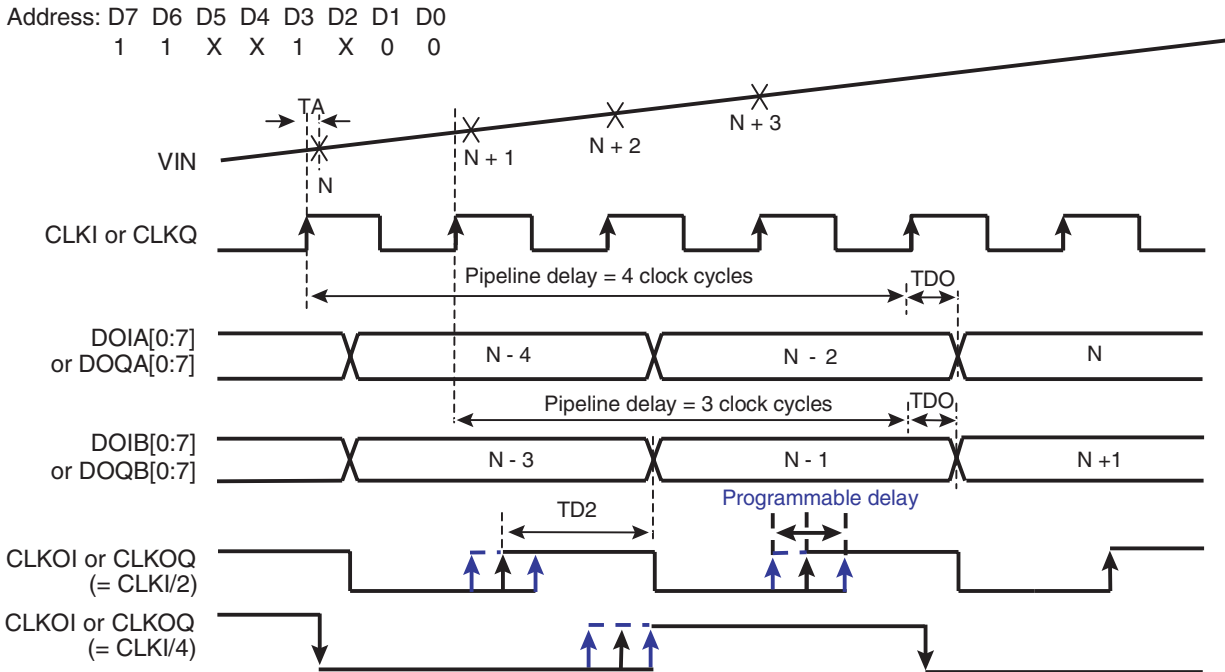 Address: D7 D6 D5 D4 D3 D2 D1 D0
1 1 X X 1 X 0 0
TA
VIN
N
N + 1
N + 2
N + 3
CLKI or CLKQ
Pipeline delay = 4 clock cycles
TDO
DOIA[0:7]
or DOQA[0:7]
N - 4
N - 2
N
Pipeline delay = 3 clock cycles
TDO
DOIB[0:7]
or DOQB[0:7]
N - 3
N - 1
N +1
TD2
Programmable delay
CLKOI or CLKOQ
(= CLKI/2)
CLKOI or CLKOQ
(= CLKI/4)